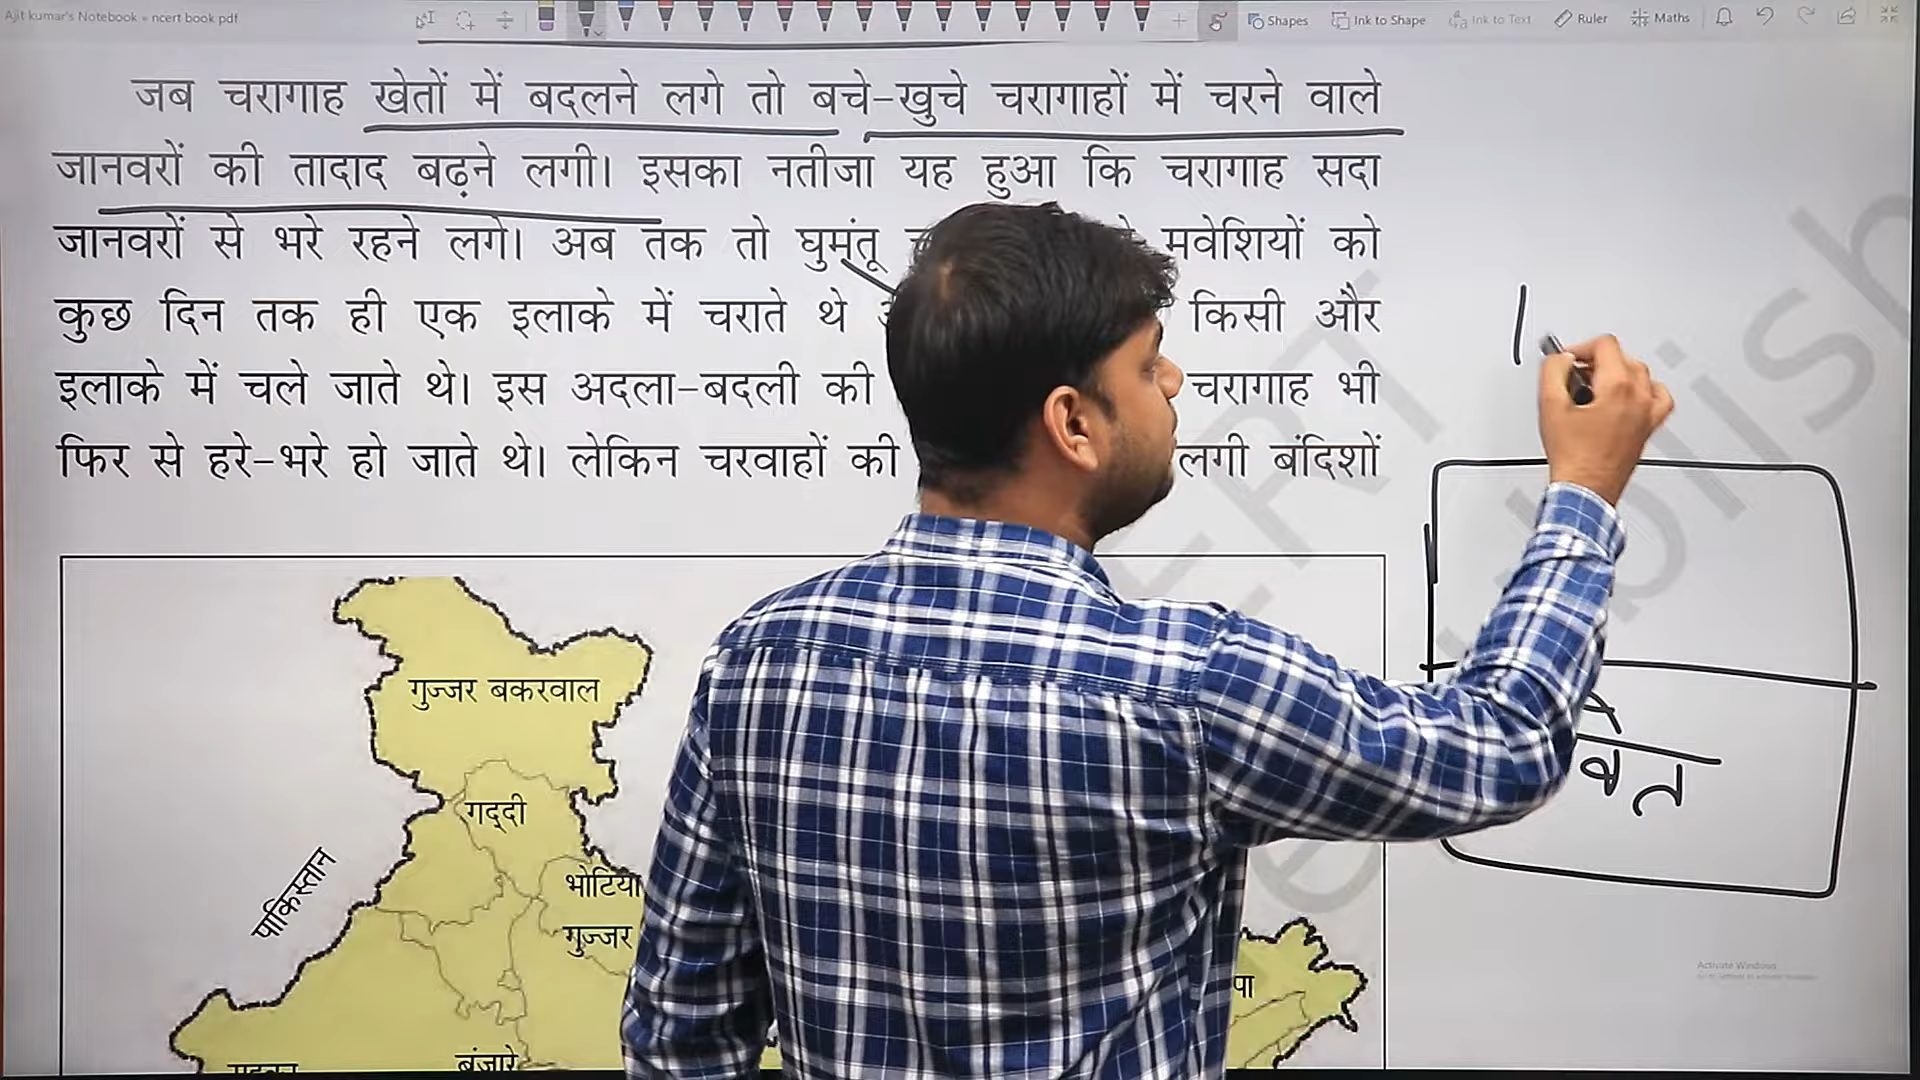 Ajit kumar's Notebook » ncert book pdf
Shapes Ink to Shape Ink to Text Ruler Maths
जब चरागाह खेतों में बदलने लगे तो बचे-खुचे चरागाहों में चरने वाले
जानवरों की तादाद बढ़ने लगी। इसका नतीजा यह हुआ कि चरागाह सदा
जानवरों से भरे रहने लगे। अब तक तो घुमंतू मवेशियों को
कुछ दिन तक ही एक इलाके में चराते थे किसी और
इलाके में चले जाते थे। इस अदला-बदली की चरागाह भी
फिर से हरे-भरे हो जाते थे। लेकिन चरवाहों की लगी बंदिशों
गुज्जर बकरवाल
गद्दी
पाकिस्तान
भोटिया
गुज्जर
बंजारे
Activate Windows